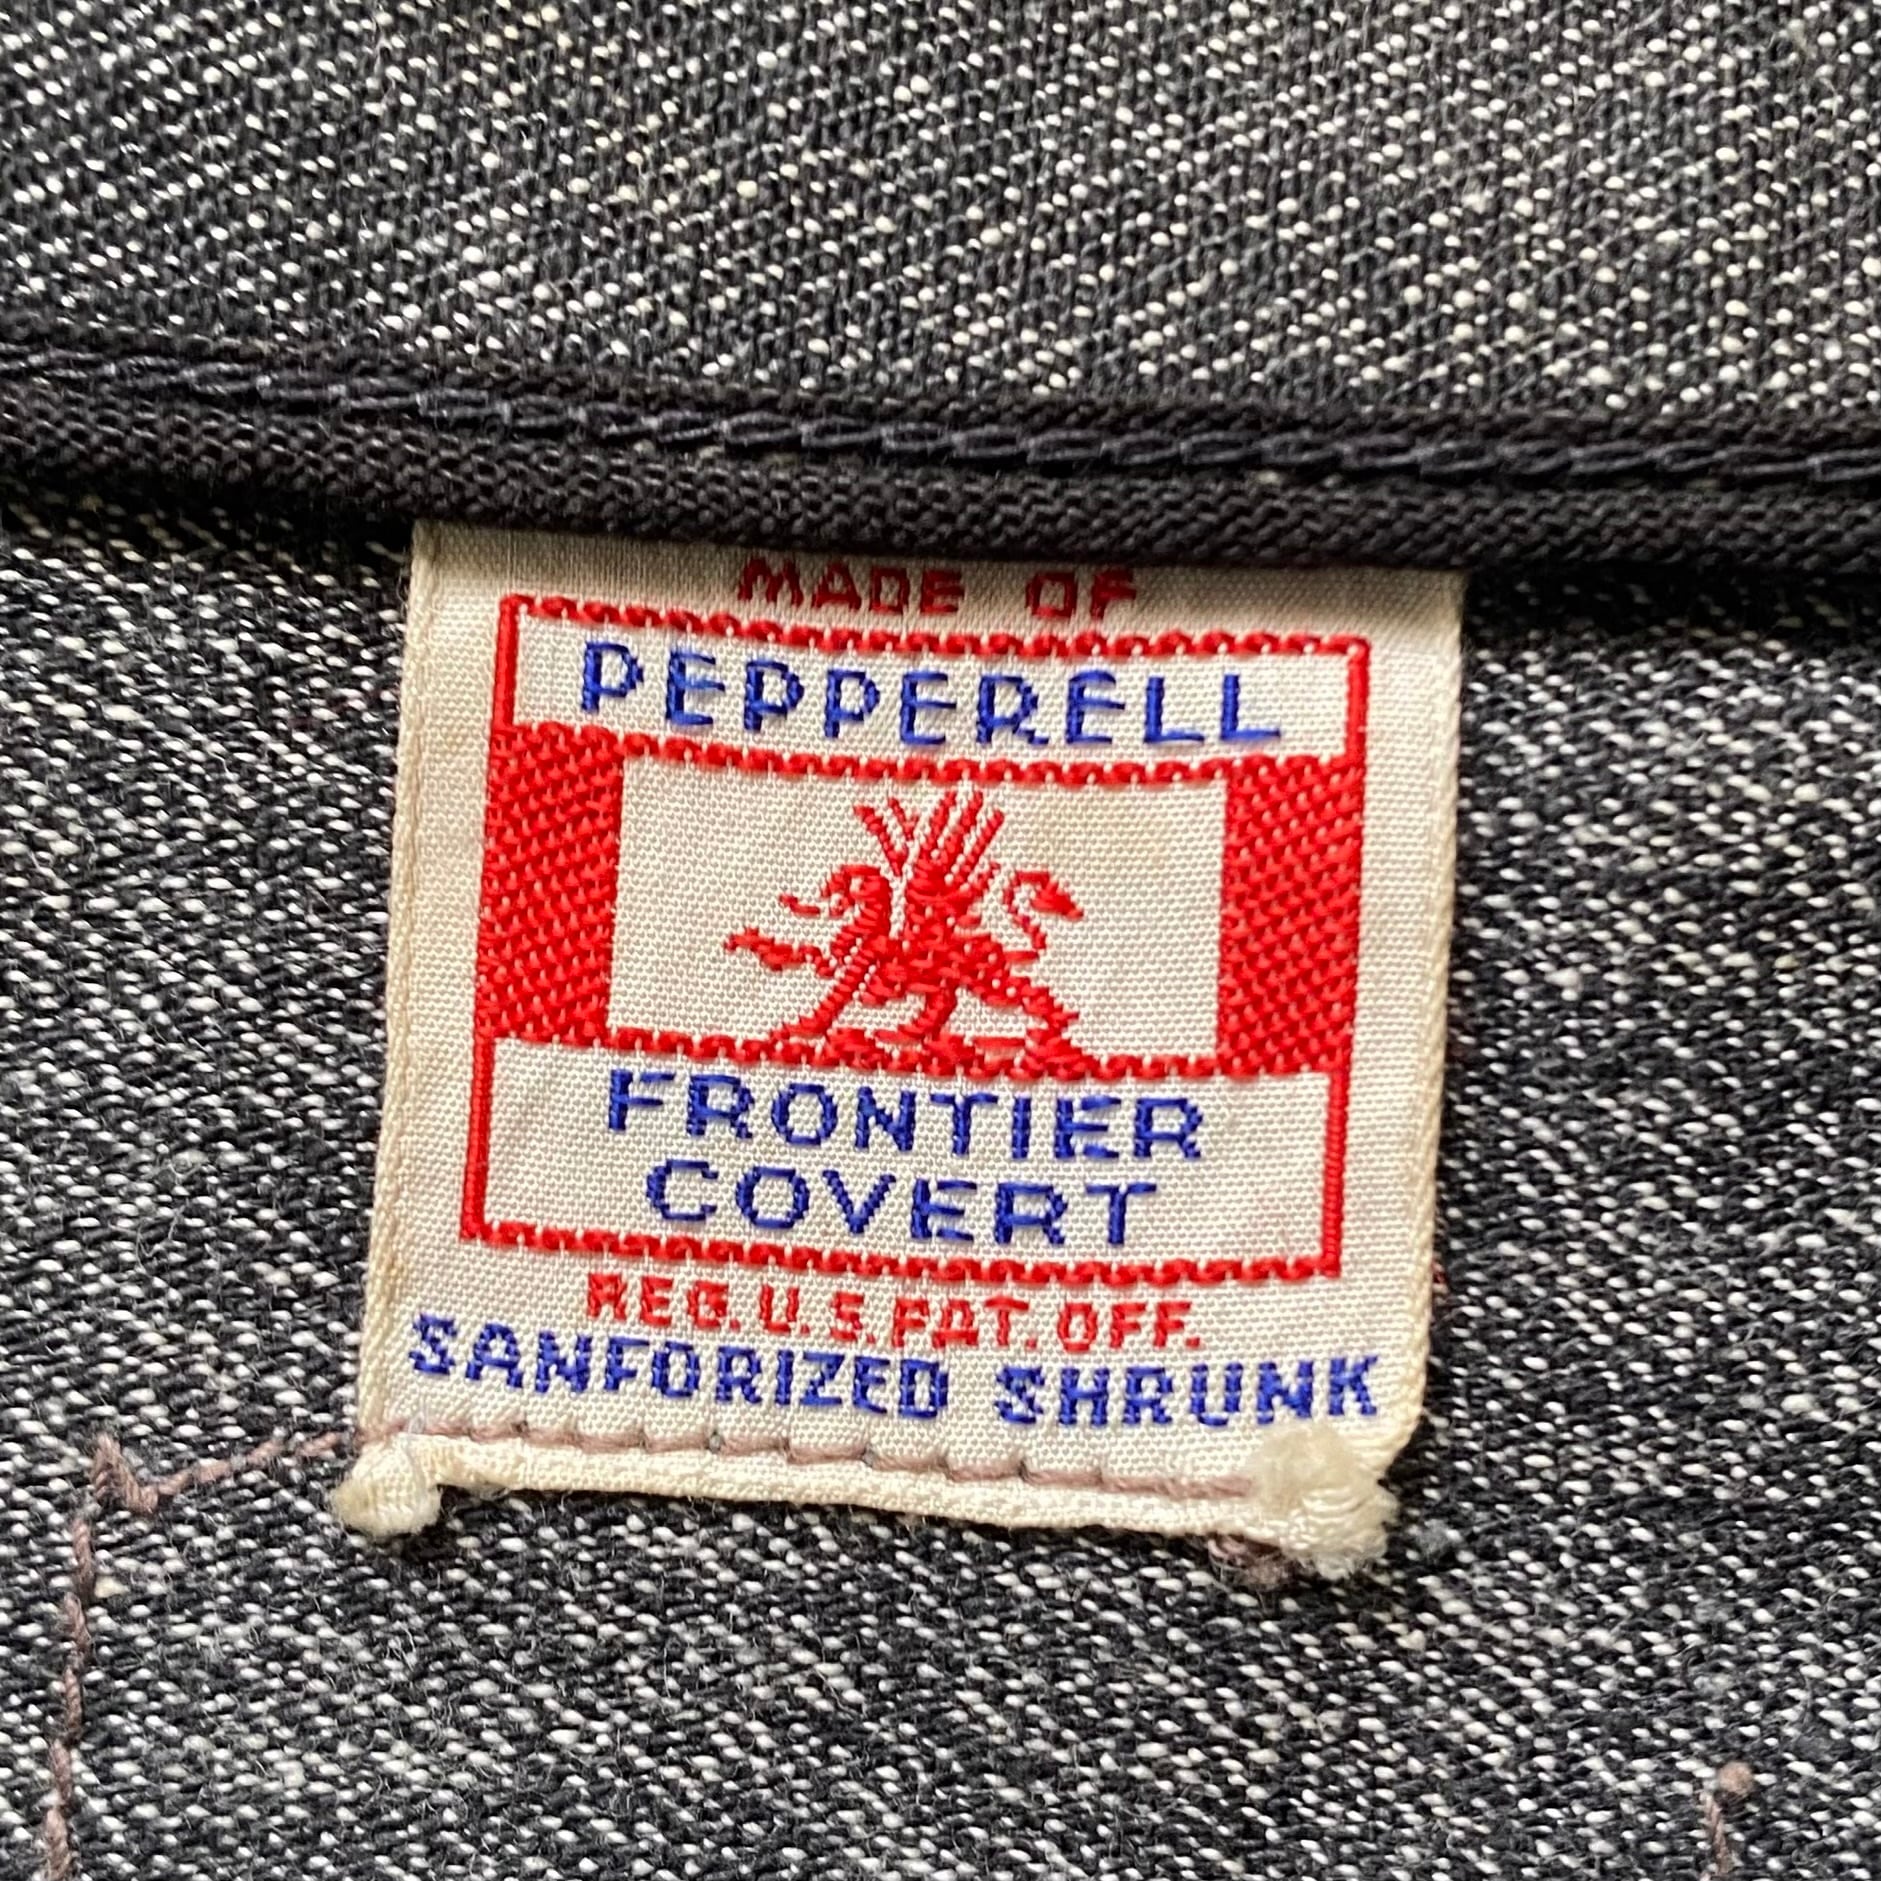 MADE OF
PEPPERELL
FRONTIER
COVERT
REG. U.S. PAT. OFF.
SANFORIZED SHRUNK